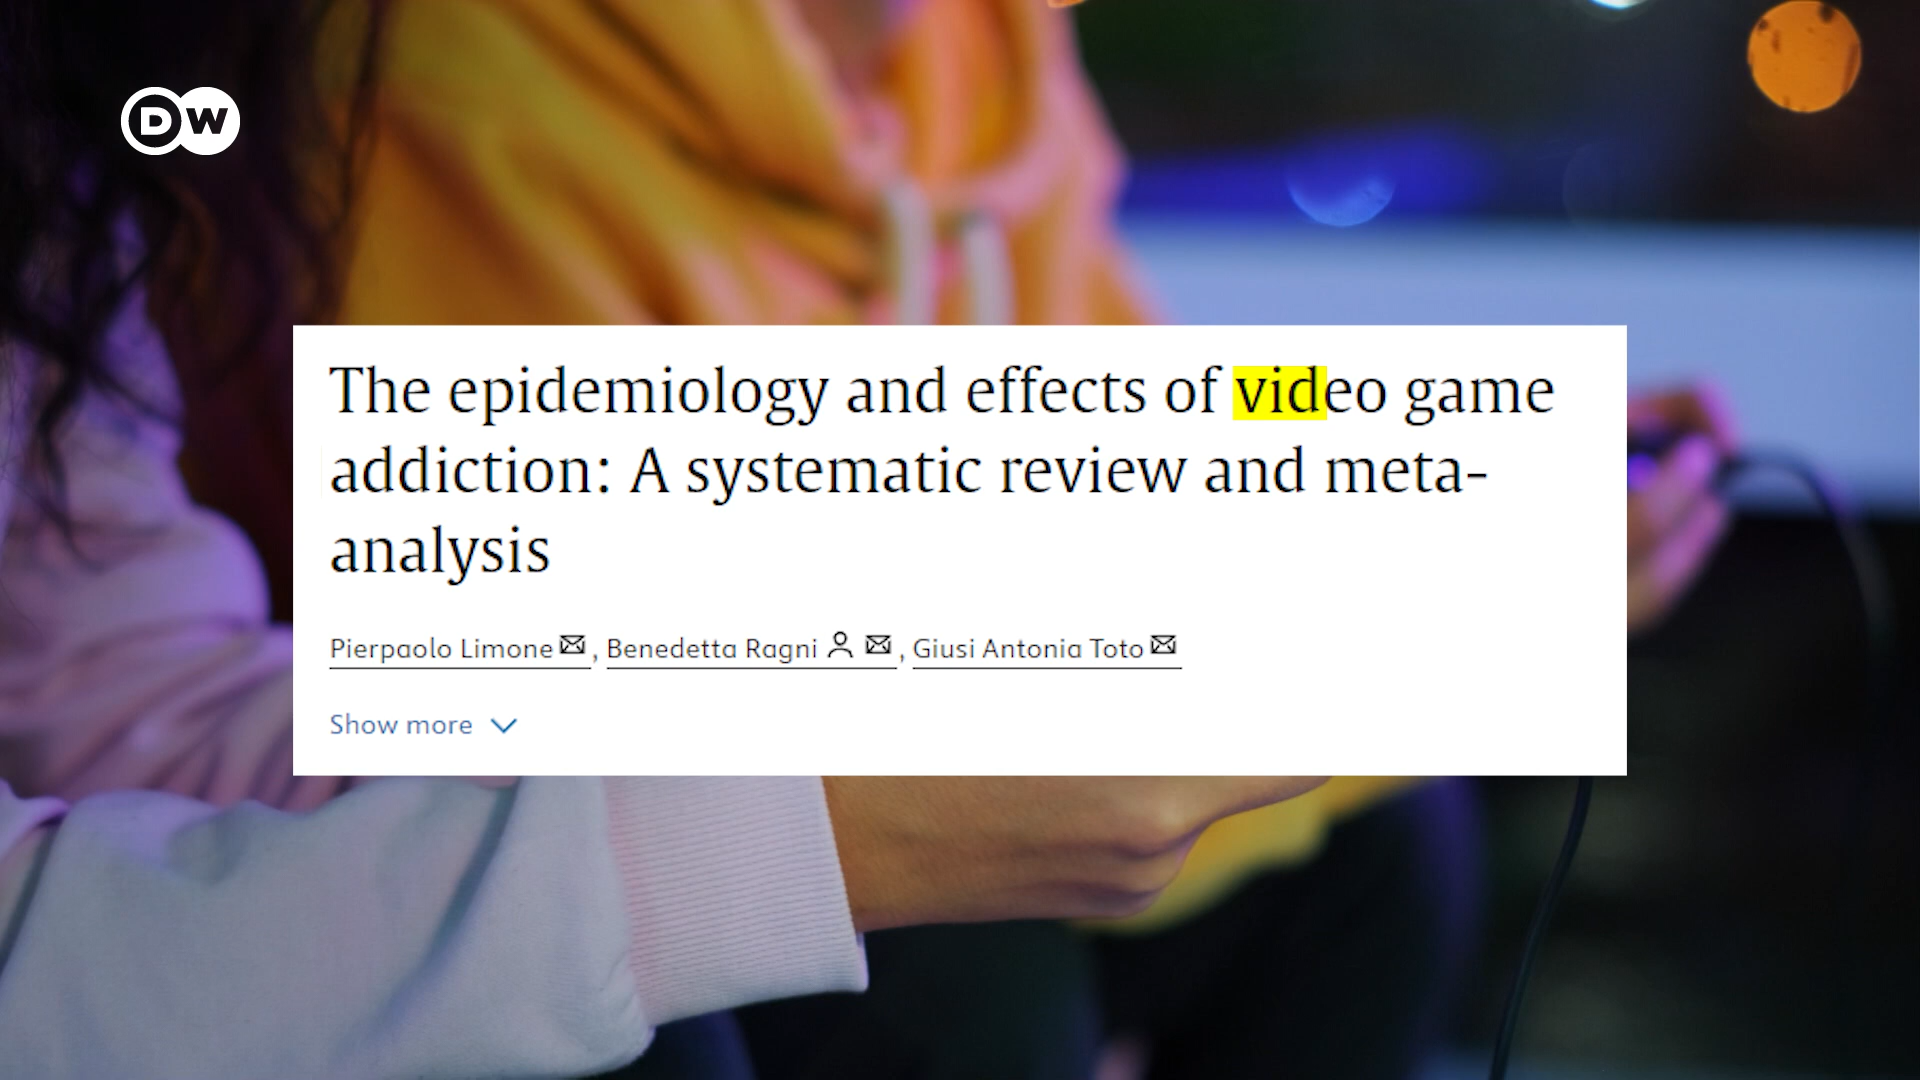 DW
The epidemiology and effects of video game
addiction: A systematic review and meta-
analysis
Pierpaolo Limone, Benedetta Ragni, Giusi Antonia Toto
Show more